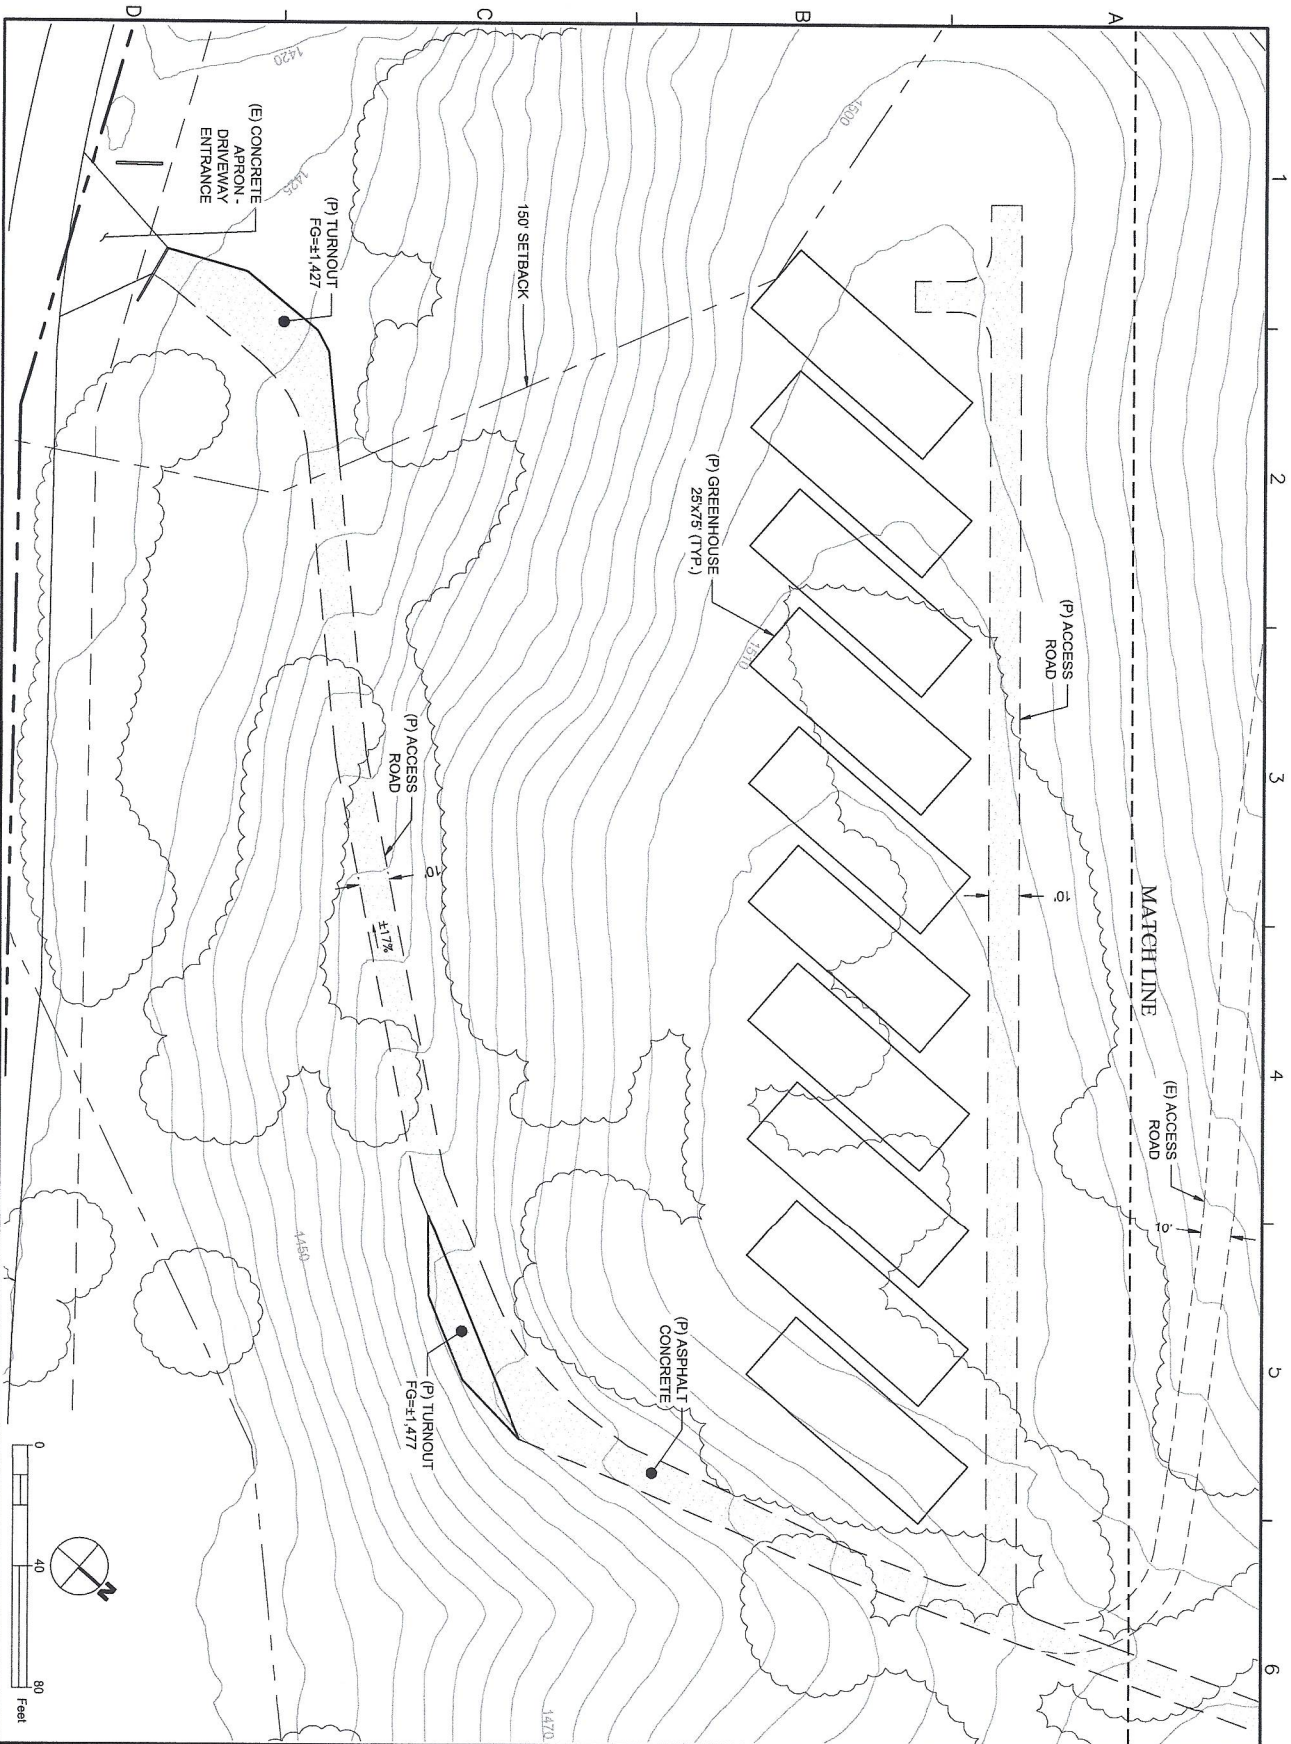 D
C
B
A
1
2
3
4
5
6
1420
1425
1500
1510
1450
1470
(E) CONCRETE
APRON -
DRIVEWAY
ENTRANCE
(P) TURNOUT
FG=±1,427
150' SETBACK
(P) GREENHOUSE
25'x75' (TYP.)
(P) ACCESS
ROAD
10'
MATCH LINE
(E) ACCESS
ROAD
10'
(P) ACCESS
ROAD
10'
±17%
(P) ASPHALT
CONCRETE
(P) TURNOUT
FG=±1,477
N
0
40
80
Feet